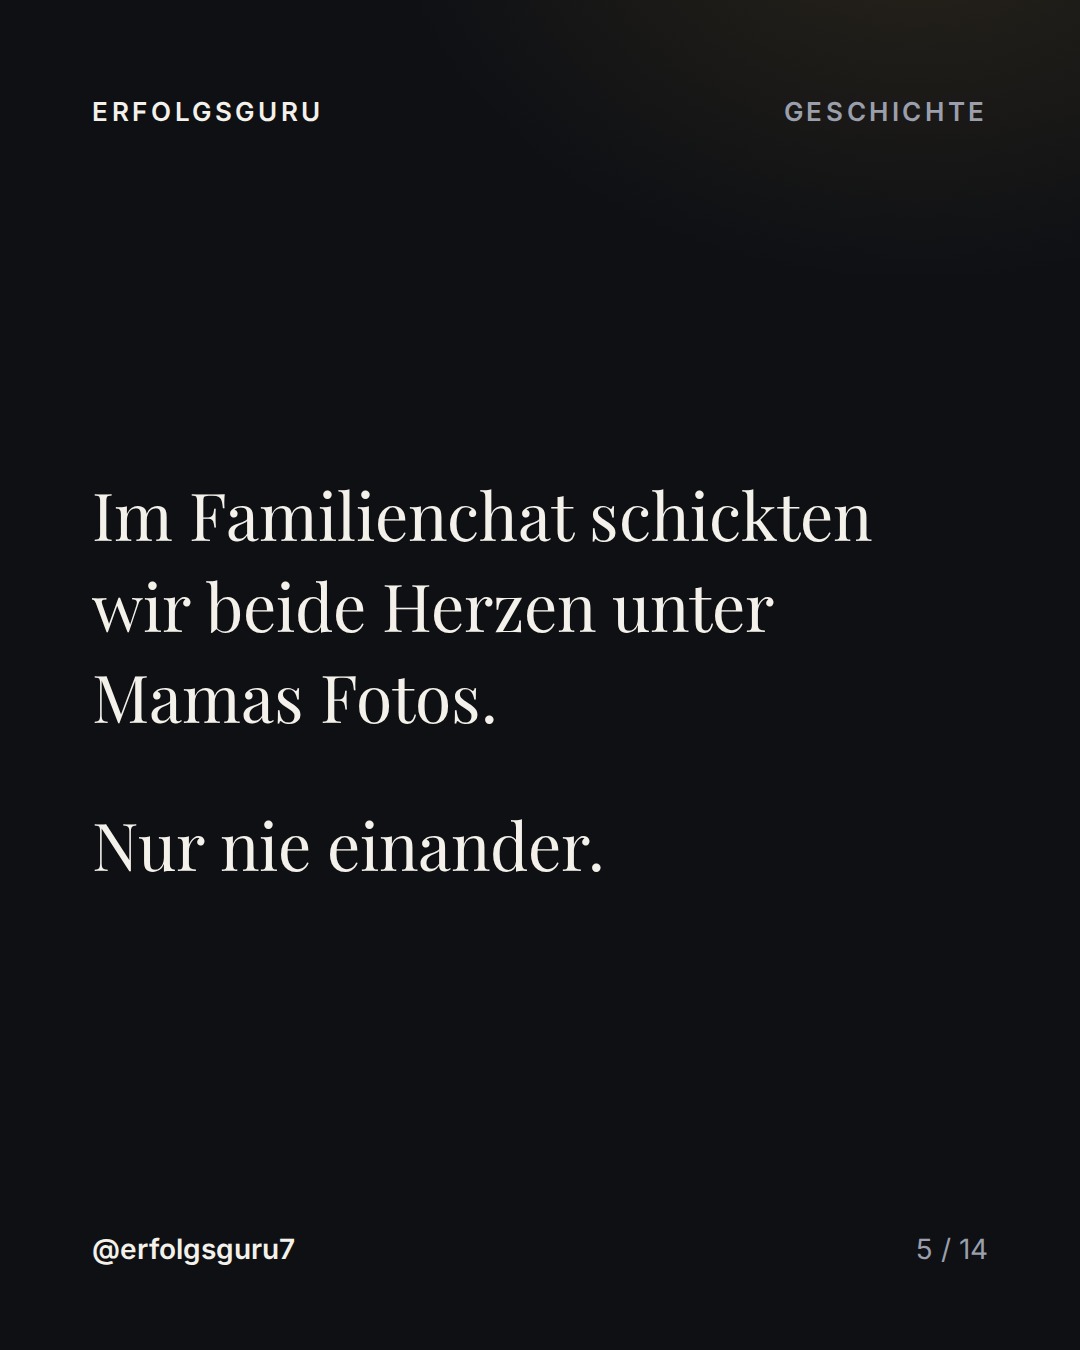 ERFOLGSGURU
GESCHICHTE
Im Familienchat schickten
wir beide Herzen unter
Mamas Fotos.
Nur nie einander.
@erfolgsguru7
5 / 14